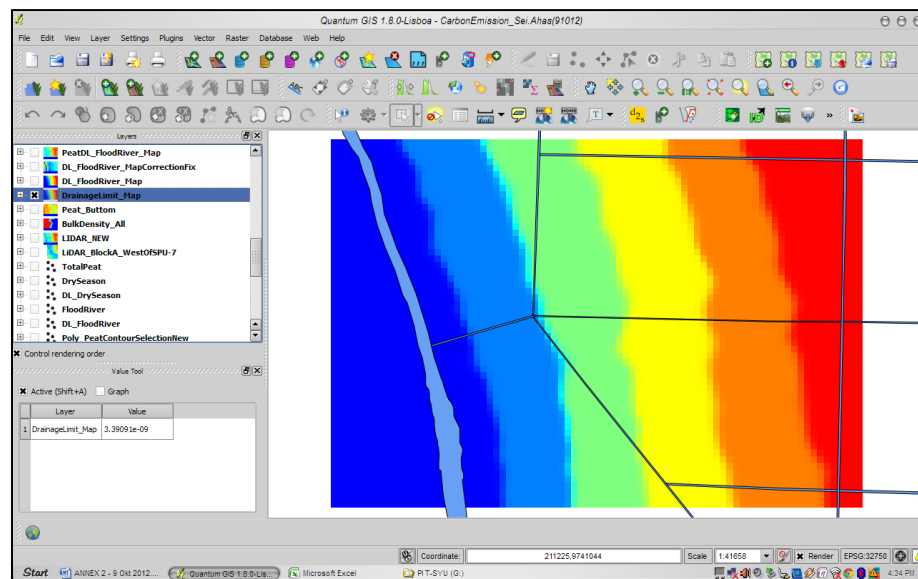 Quantum GIS 1.8.0-Lisboa - CarbonEmission_Sei.Ahas(91012)
File Edit View Layer Settings Plugins Vector Raster Database Web Help
Layers
PeatDL_FloodRiver_Map
DL_FloodRiver_MapCorrectionFix
DL_FloodRiver_Map
DrainageLimit_Map
Peat_Buttom
BulkDensity_All
LIDAR_NEW
LiDAR_BlockA_WestOfSPU-7
TotalPeat
DrySeason
DL_DrySeason
FloodRiver
DL_FloodRiver
Poly_PeatContourSelectionNew
Control rendering order
Value Tool
Active (Shift+A) Graph
Layer Value
1 DrainageLimit_Map 3.39091e-09
Coordinate: 211225,9741044 Scale 1:41658 Render EPSG:32750
Start ANNEX 2 - 9 Okt 2012.... Quantum GIS 1.8.0-Lis... Microsoft Excel PIT-SYU (G:) 4:34 PM